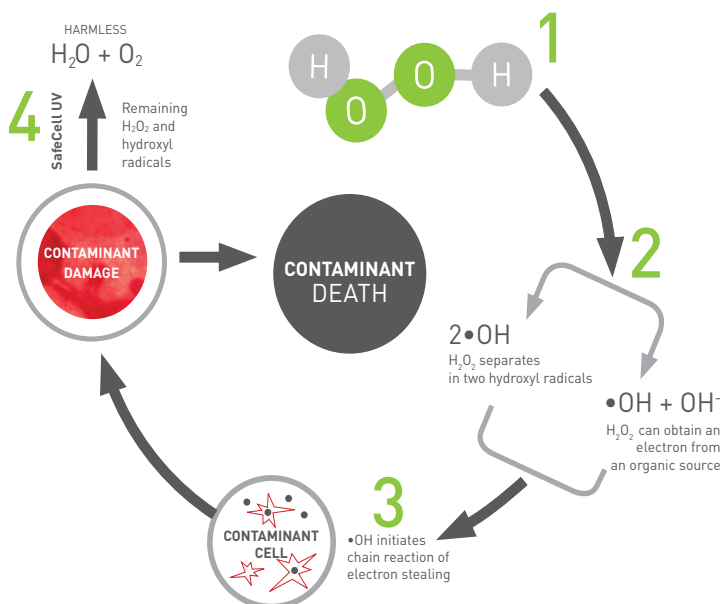 1
H
O
O
H
2
2•OH
H₂O₂ separates
in two hydroxyl radicals
•OH + OH⁻
H₂O₂ can obtain an
electron from
an organic source
3
•OH initiates
chain reaction of
electron stealing
CONTAMINANT
CELL
CONTAMINANT
DAMAGE
CONTAMINANT
DEATH
4
SafeCell UV
Remaining
H₂O₂ and
hydroxyl
radicals
HARMLESS
H₂O + O₂